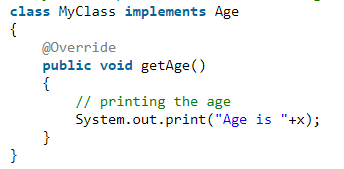 class MyClass implements Age
{
    @Override
    public void getAge()
    {
        // printing the age
        System.out.print("Age is "+x);
    }
}